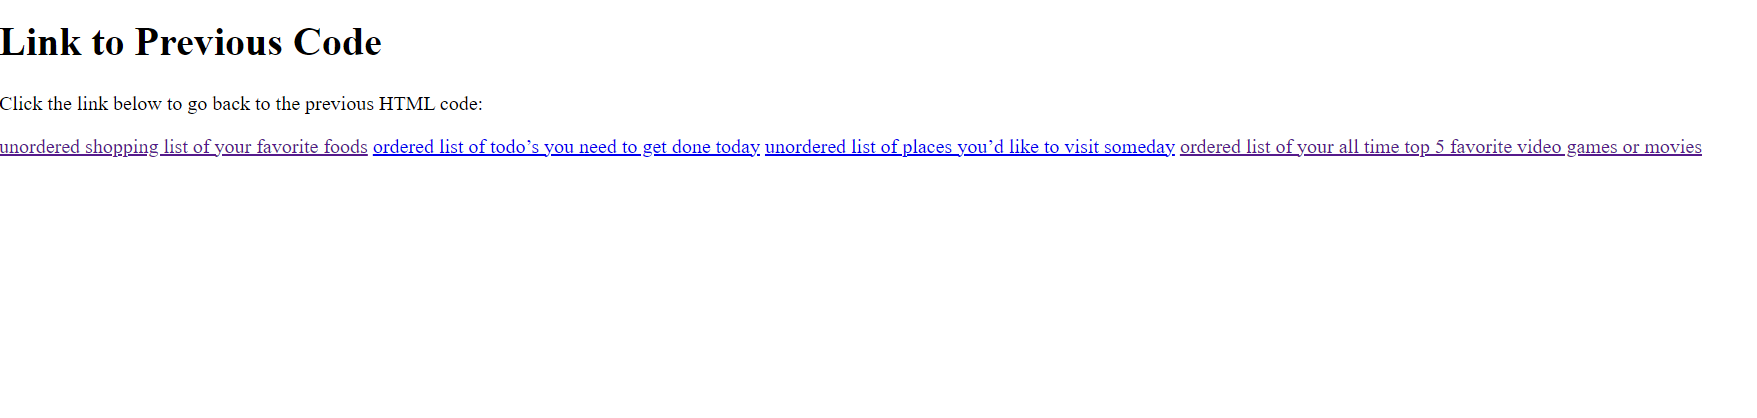 Link to Previous Code
Click the link below to go back to the previous HTML code:
unordered shopping list of your favorite foods ordered list of todo’s you need to get done today unordered list of places you’d like to visit someday ordered list of your all time top 5 favorite video games or movies